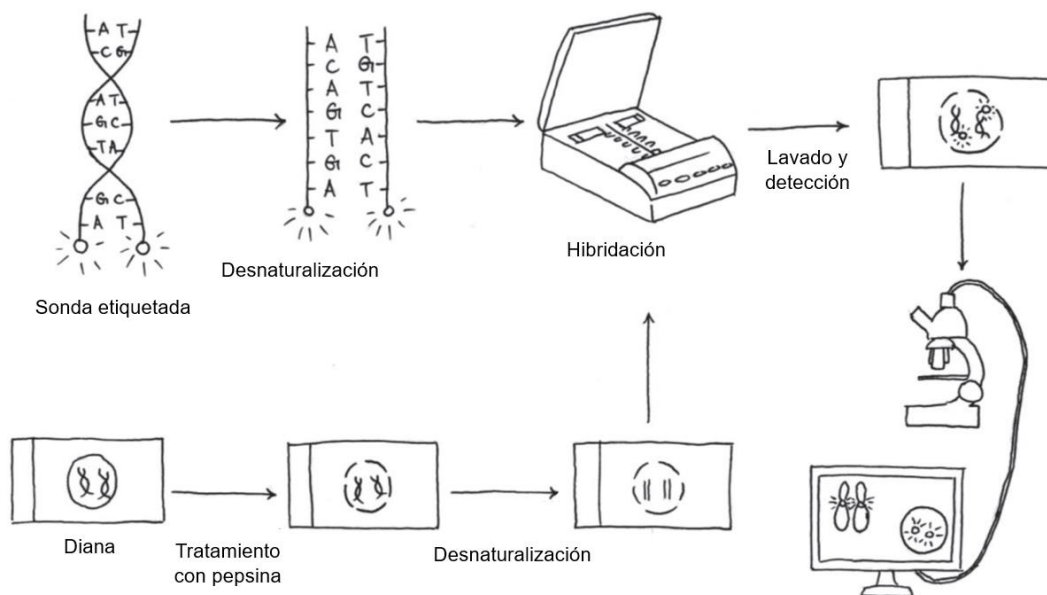 A T
C G
A T
G C
T A
G C
A T
Sonda etiquetada
A T
C G
A T
G C
T A
G C
A T
Desnaturalización
Hibridación
Lavado y
detección
Diana
Tratamiento
con pepsina
Desnaturalización